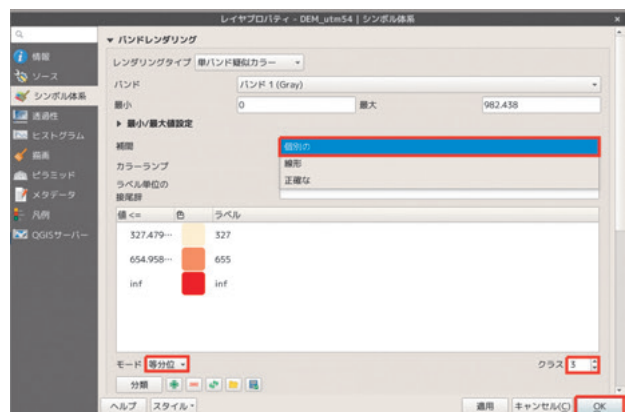 レイヤプロパティ - DEM_utm54 | シンボル体系
情報
ソース
シンボル体系
透過性
ヒストグラム
描画
ピラミッド
メタデータ
凡例
QGISサーバー
▼ バンドレンダリング
レンダリングタイプ 単バンド疑似カラー
バンド バンド 1 (Gray)
最小 0 最大 982.438
▶ 最小/最大値設定
補間 個別の
線形
正確な
カラーランプ
ラベル単位の
接尾辞
値 <= 色 ラベル
327.479… 327
654.958… 655
inf inf
モード 等分位
クラス 3
分類
ヘルプ スタイル 適用 キャンセル(C) OK